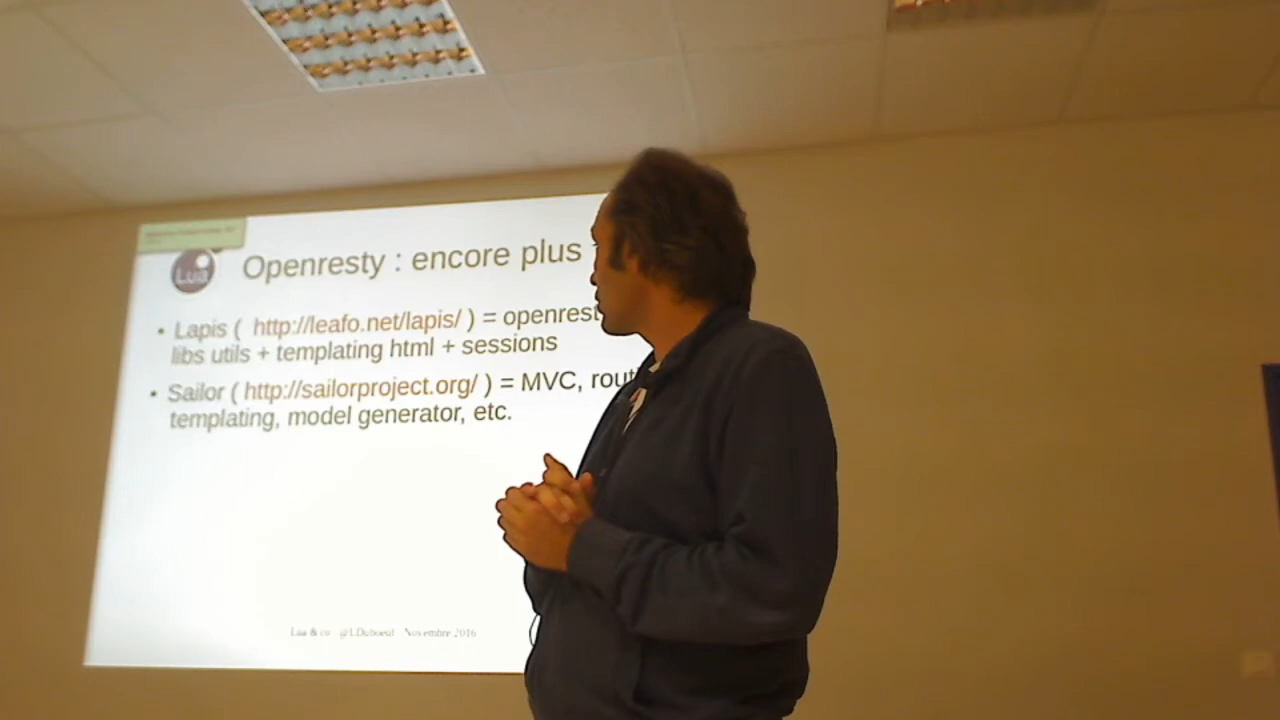 Lua
Openresty : encore plus
• Lapis ( http://leafo.net/lapis/ ) = openrest
libs utils + templating html + sessions
• Sailor ( http://sailorproject.org/ ) = MVC, rout
templating, model generator, etc.
Lua & co @LDuboeuf Novembre 2016